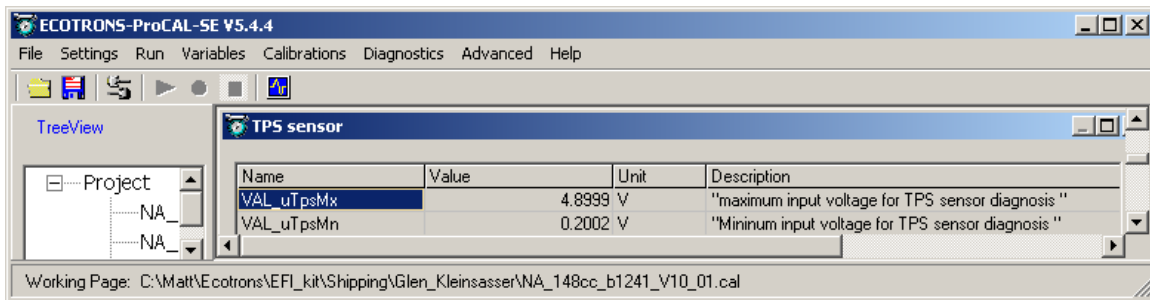 ECOTRONS-ProCAL-SE V5.4.4
File Settings Run Variables Calibrations Diagnostics Advanced Help
TreeView
TPS sensor
Project
NA_
NA_
Name Value Unit Description
VAL_uTpsMx 4.8999 V "maximum input voltage for TPS sensor diagnosis "
VAL_uTpsMn 0.2002 V "Mininum input voltage for TPS sensor diagnosis "
Working Page: C:\Matt\Ecotrons\EFI_kit\Shipping\Glen_Kleinsasser\NA_148cc_b1241_V10_01.cal